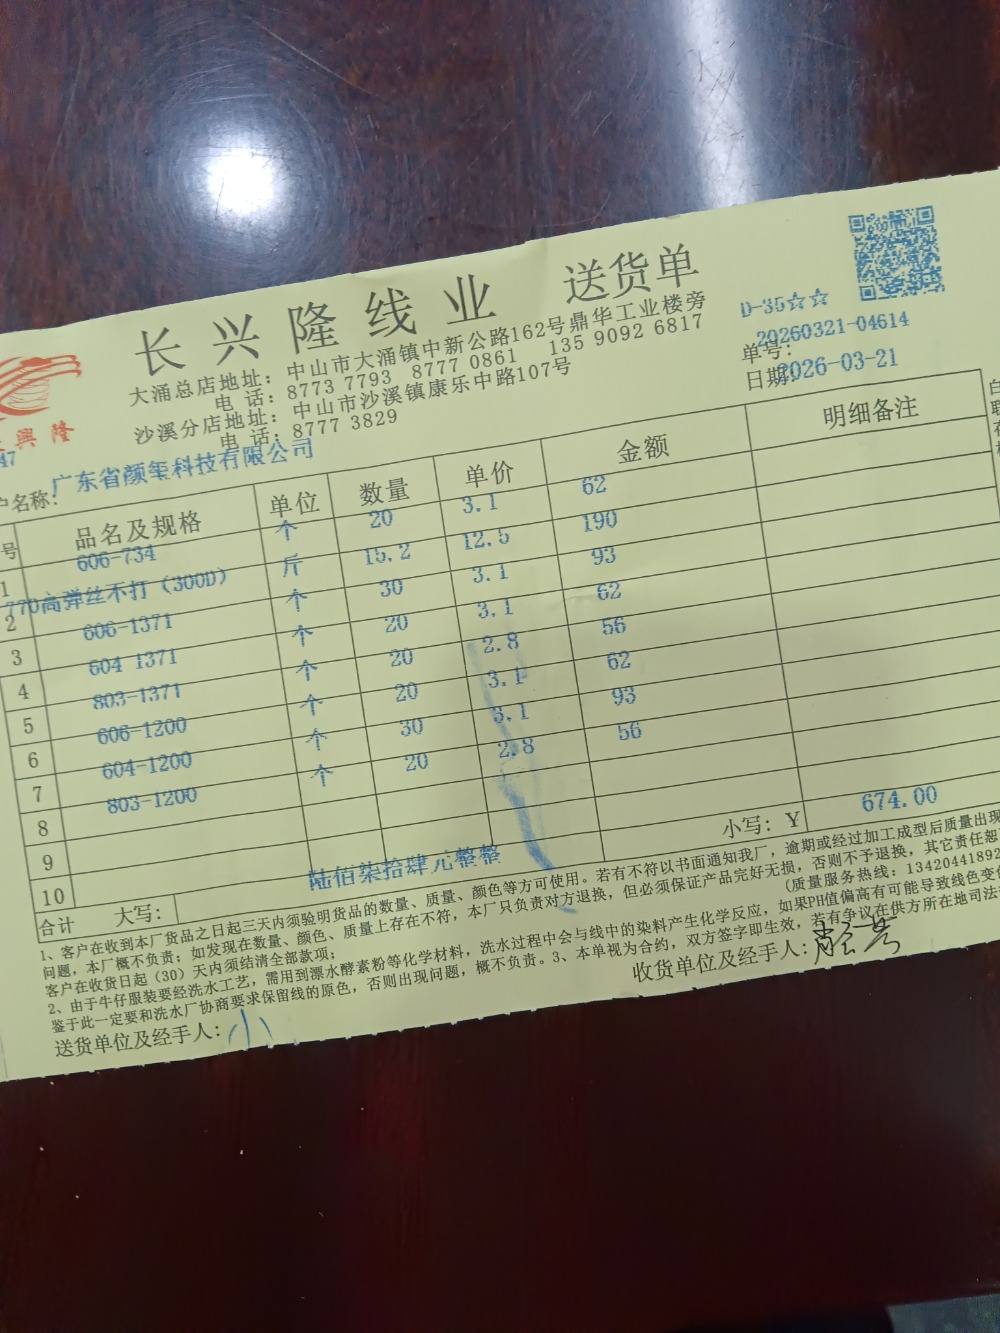 长兴隆线业 送货单
大涌总店地址：中山市大涌镇中新公路162号鼎华工业楼旁
电 话：8773 7793 8777 0861 135 9092 6817
沙溪分店地址：中山市沙溪镇康乐中路107号
电 话：8777 3829
D-35☆☆
单号：20260321-04614
日期：2026-03-21
興隆
47
户名称：广东省颜玺科技有限公司
号 品名及规格 单位 数量 单价 金额 明细备注
1 606-734 个 20 3.1 62
2 770高弹丝不打（300D） 斤 15.2 12.5 190
3 606-1371 个 30 3.1 93
4 604 1371 个 20 3.1 62
5 803-1371 个 20 2.8 56
6 606-1200 个 20 3.1 62
7 604-1200 个 30 3.1 93
8 803-1200 个 20 2.8 56
9
10
合计 大写：陆佰柒拾肆元整整 小写：Y 674.00
1、客户在收到本厂货品之日起三天内须验明货品的数量、质量、颜色等方可使用。若有不符以书面通知我厂，逾期或经过加工成型后质量出现
问题，本厂概不负责；如发现在数量、颜色、质量上存在不符，本厂只负责对方退换，但必须保证产品完好无损，否则不予退换，其它责任恕
客户在收货日起（30）天内须结清全部款项；
(质量服务热线：1342044189
2、由于牛仔服装要经洗水工艺，需用到漂水酵素粉等化学材料，洗水过程中会与线中的染料产生化学反应，如果PH值偏高有可能导致线色变
鉴于此一定要和洗水厂协商要求保留线的原色，否则出现问题，概不负责。3、本单视为合约，双方签字即生效，若有争议在供方所在地司法
送货单位及经手人：小
收货单位及经手人：